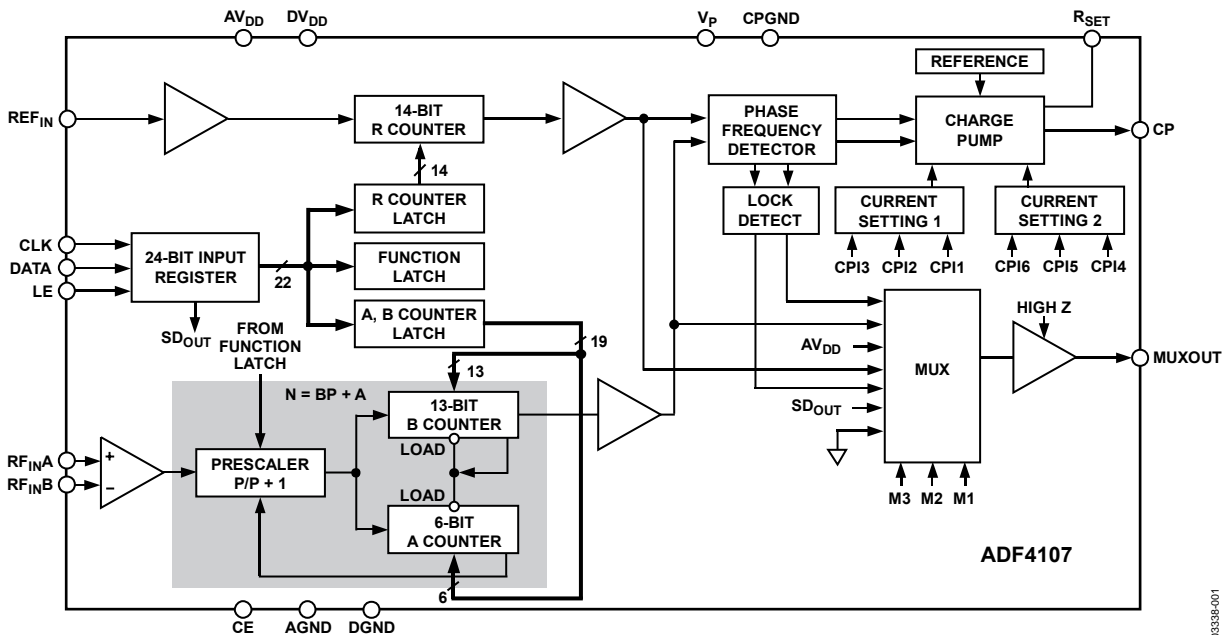 AVDD DVDD VP CPGND RSET
REFIN
14-BIT
R COUNTER
14
R COUNTER
LATCH
PHASE
FREQUENCY
DETECTOR
REFERENCE
CHARGE
PUMP
CP
LOCK
DETECT
CURRENT
SETTING 1
CURRENT
SETTING 2
CPI3 CPI2 CPI1
CPI6 CPI5 CPI4
CLK
DATA
LE
24-BIT INPUT
REGISTER
22
FUNCTION
LATCH
A, B COUNTER
LATCH
SDOUT
19
FROM
FUNCTION
LATCH
13
N = BP + A
13-BIT
B COUNTER
LOAD
RFINA
RFINB
+
–
PRESCALER
P/P + 1
LOAD
6-BIT
A COUNTER
6
AVDD
SDOUT
MUX
HIGH Z
MUXOUT
M3 M2 M1
ADF4107
CE AGND DGND